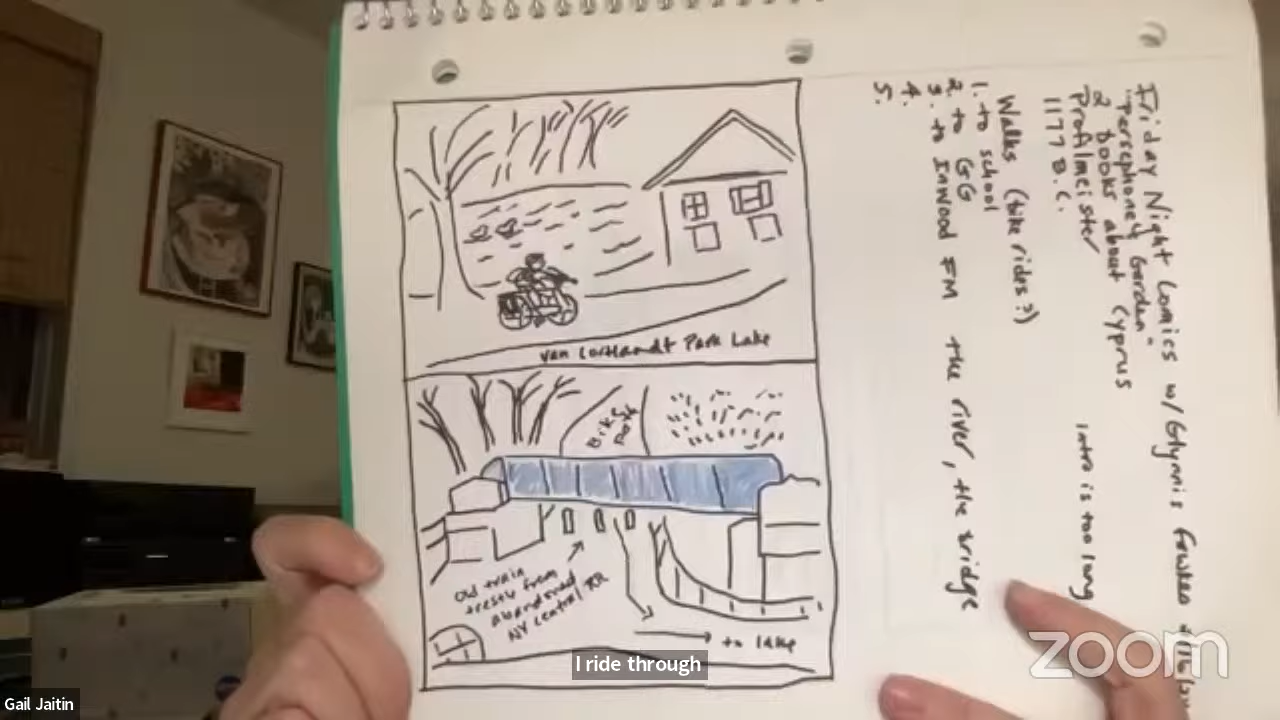 Van Cortlandt Park Lake
Bike
Path
Old train
trestle from
abandoned
NY Central RR
to lake
Friday Night Comics w/ Glynnis Fawkes
"Persephone's Garden"
2 books about Cyprus
Profilmeister
1177 B.C.
intro is too long
Walks (bike rides?)
1. to school
2. to GG
3. to Inwood FM the river, the bridge
4.
5.
I ride through
Gail Jaitin
zoom